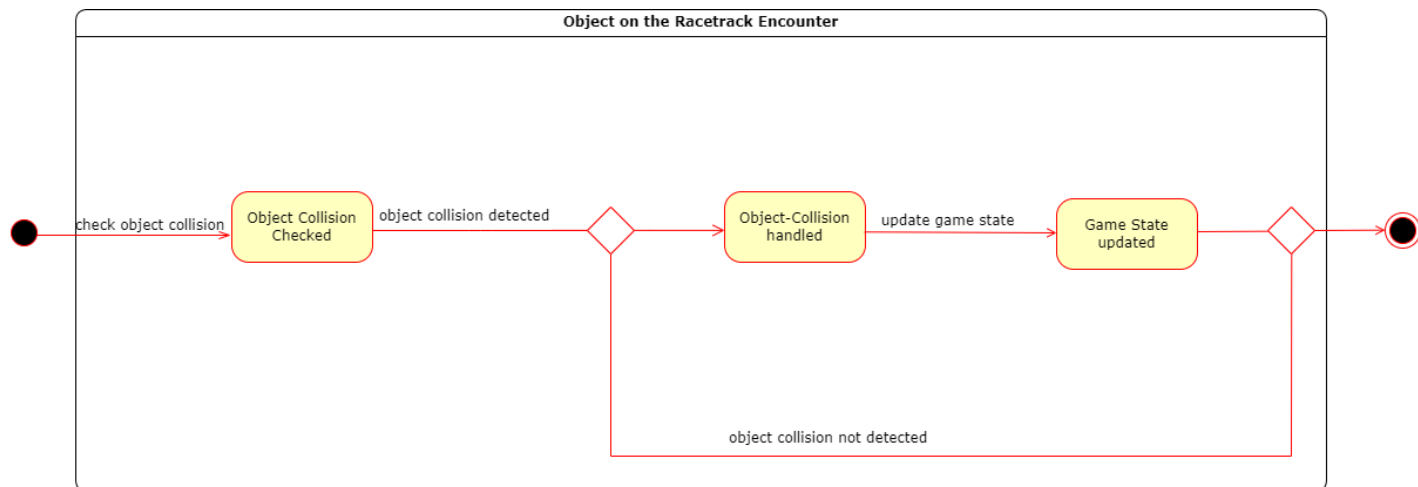 Object on the Racetrack Encounter
check object collision
Object Collision
Checked
object collision detected
Object-Collision
handled
update game state
Game State
updated
object collision not detected